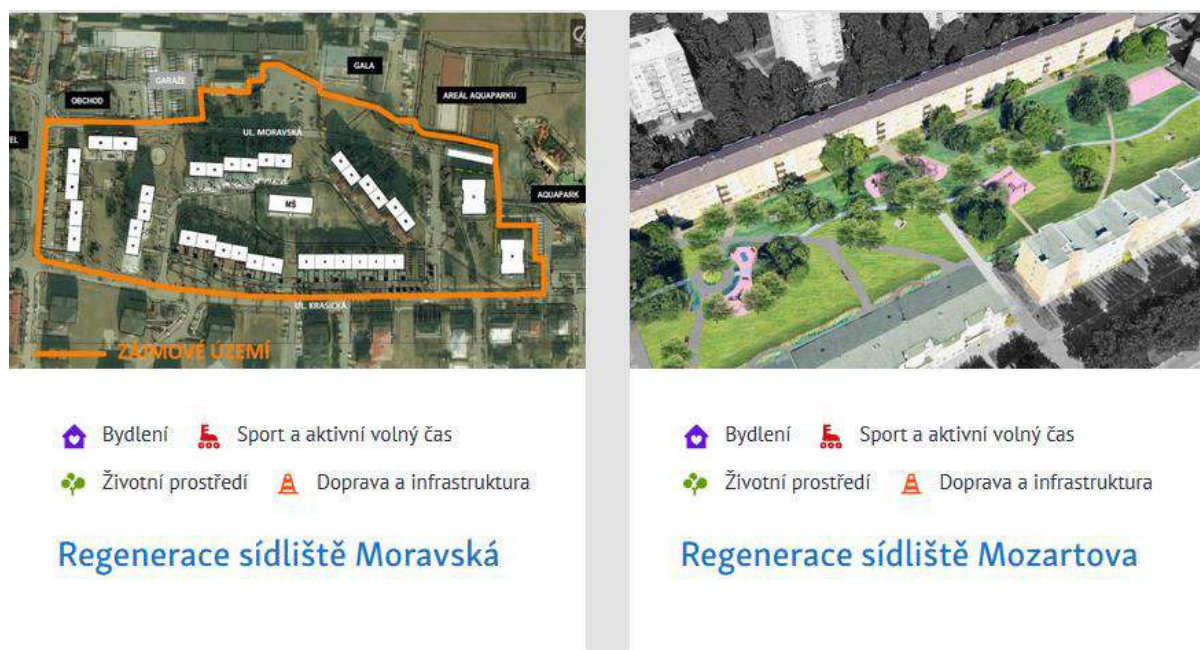 GALA
GARÁŽE
OBCHOD
AREÁL AQUAPARKU
UL. MORAVSKÁ
AQUAPARK
MŠ
UL. KRASICKÁ
ZÁJMOVÉ ÚZEMÍ
Bydlení Sport a aktivní volný čas
Životní prostředí Doprava a infrastruktura
Regenerace sídliště Moravská
Bydlení Sport a aktivní volný čas
Životní prostředí Doprava a infrastruktura
Regenerace sídliště Mozartova